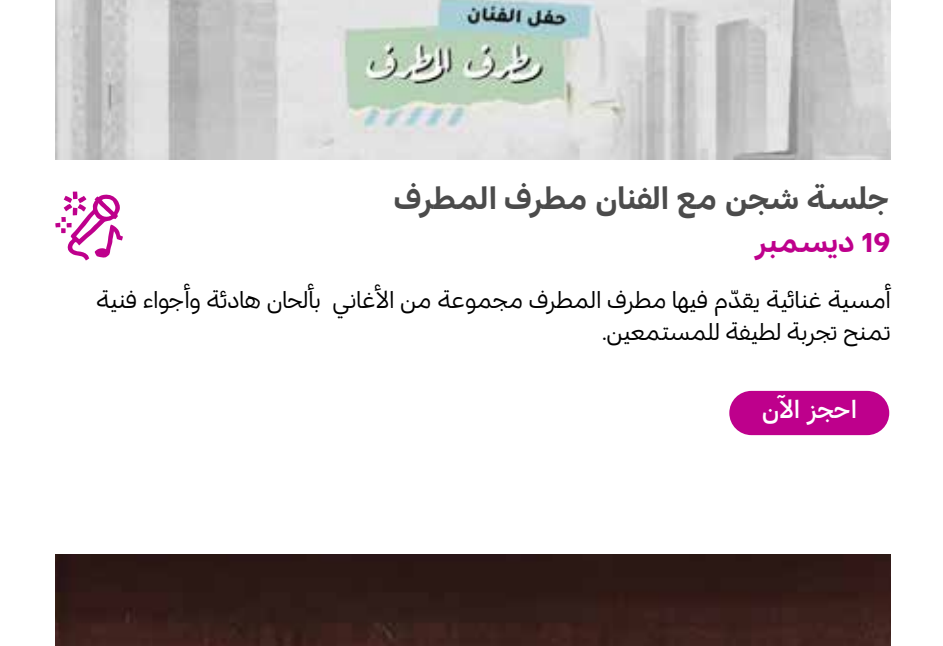 حفل الفنان
مطرف المطرف
جلسة شجن مع الفنان مطرف المطرف
19 ديسمبر
أمسية غنائية يقدّم فيها مطرف المطرف مجموعة من الأغاني بألحان هادئة وأجواء فنية
تمنح تجربة لطيفة للمستمعين.
احجز الآن